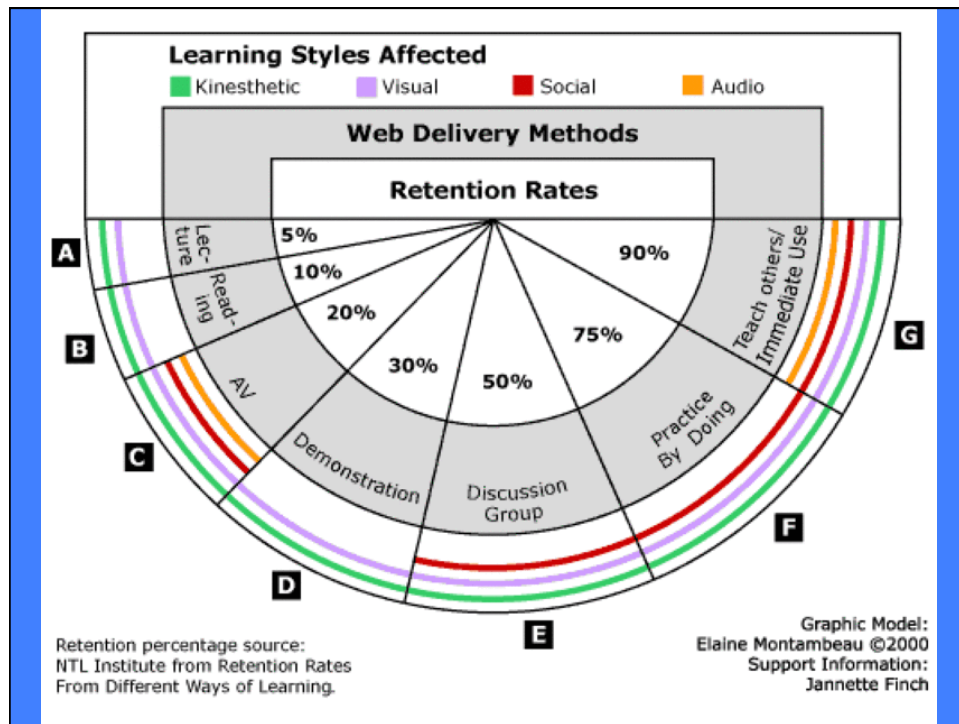 Learning Styles Affected
Kinesthetic Visual Social Audio
Web Delivery Methods
Retention Rates
5%
10%
20%
30%
50%
75%
90%
Lec-
ture
Read-
ing
AV
Demonstration
Discussion
Group
Practice
By Doing
Teach others/
Immediate Use
A
B
C
D
E
F
G
Retention percentage source:
NTL Institute from Retention Rates
From Different Ways of Learning.
Graphic Model:
Elaine Montambeau ©2000
Support Information:
Jannette Finch